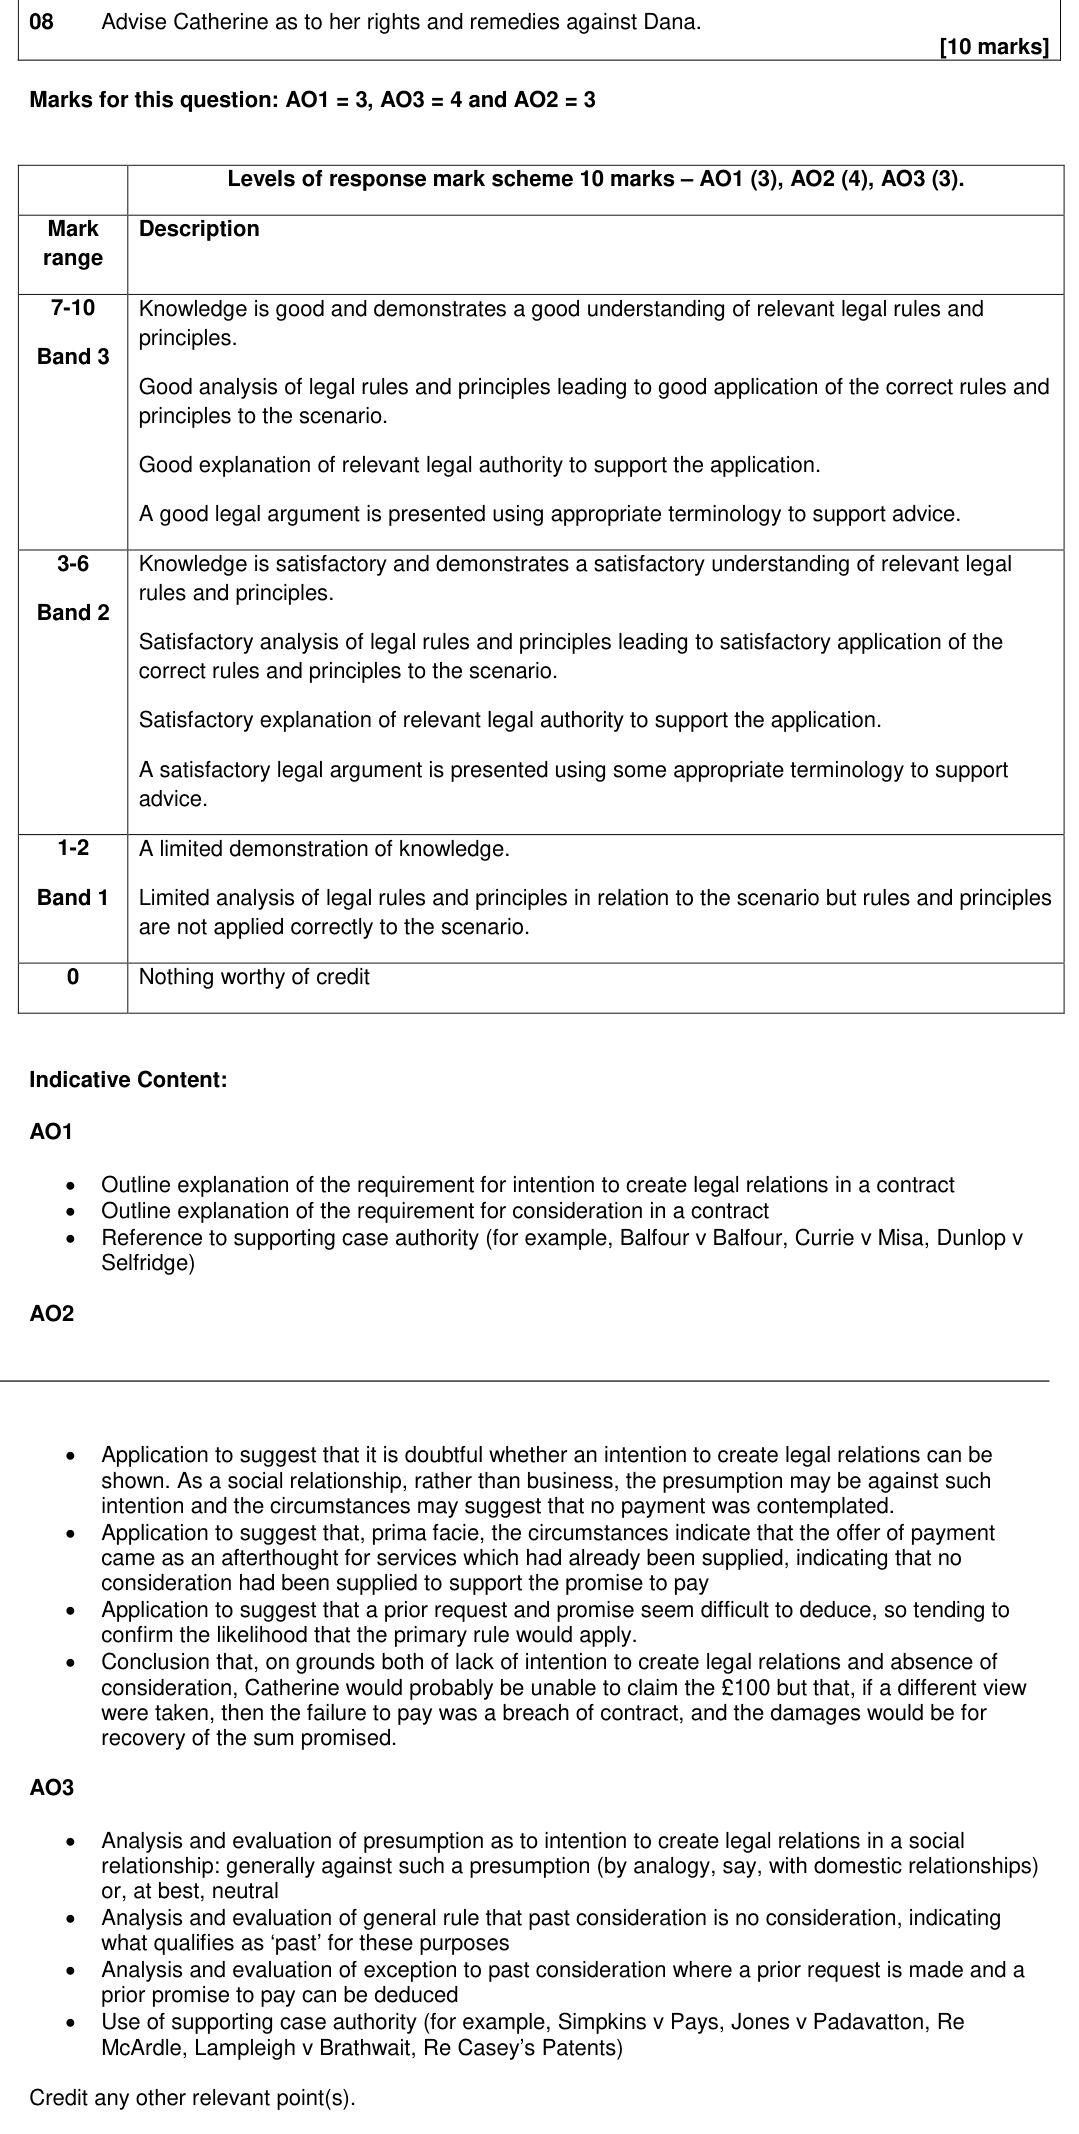 08 Advise Catherine as to her rights and remedies against Dana.
[10 marks]
Marks for this question: AO1 = 3, AO3 = 4 and AO2 = 3
Levels of response mark scheme 10 marks – AO1 (3), AO2 (4), AO3 (3).
Mark range Description
7-10
Band 3
Knowledge is good and demonstrates a good understanding of relevant legal rules and
principles.
Good analysis of legal rules and principles leading to good application of the correct rules and
principles to the scenario.
Good explanation of relevant legal authority to support the application.
A good legal argument is presented using appropriate terminology to support advice.
3-6
Band 2
Knowledge is satisfactory and demonstrates a satisfactory understanding of relevant legal
rules and principles.
Satisfactory analysis of legal rules and principles leading to satisfactory application of the
correct rules and principles to the scenario.
Satisfactory explanation of relevant legal authority to support the application.
A satisfactory legal argument is presented using some appropriate terminology to support
advice.
1-2
Band 1
A limited demonstration of knowledge.
Limited analysis of legal rules and principles in relation to the scenario but rules and principles
are not applied correctly to the scenario.
0 Nothing worthy of credit
Indicative Content:
AO1
• Outline explanation of the requirement for intention to create legal relations in a contract
• Outline explanation of the requirement for consideration in a contract
• Reference to supporting case authority (for example, Balfour v Balfour, Currie v Misa, Dunlop v
Selfridge)
AO2
• Application to suggest that it is doubtful whether an intention to create legal relations can be
shown. As a social relationship, rather than business, the presumption may be against such
intention and the circumstances may suggest that no payment was contemplated.
• Application to suggest that, prima facie, the circumstances indicate that the offer of payment
came as an afterthought for services which had already been supplied, indicating that no
consideration had been supplied to support the promise to pay
• Application to suggest that a prior request and promise seem difficult to deduce, so tending to
confirm the likelihood that the primary rule would apply.
• Conclusion that, on grounds both of lack of intention to create legal relations and absence of
consideration, Catherine would probably be unable to claim the £100 but that, if a different view
were taken, then the failure to pay was a breach of contract, and the damages would be for
recovery of the sum promised.
AO3
• Analysis and evaluation of presumption as to intention to create legal relations in a social
relationship: generally against such a presumption (by analogy, say, with domestic relationships)
or, at best, neutral
• Analysis and evaluation of general rule that past consideration is no consideration, indicating
what qualifies as ‘past’ for these purposes
• Analysis and evaluation of exception to past consideration where a prior request is made and a
prior promise to pay can be deduced
• Use of supporting case authority (for example, Simpkins v Pays, Jones v Padavatton, Re
McArdle, Lampleigh v Brathwait, Re Casey’s Patents)
Credit any other relevant point(s).